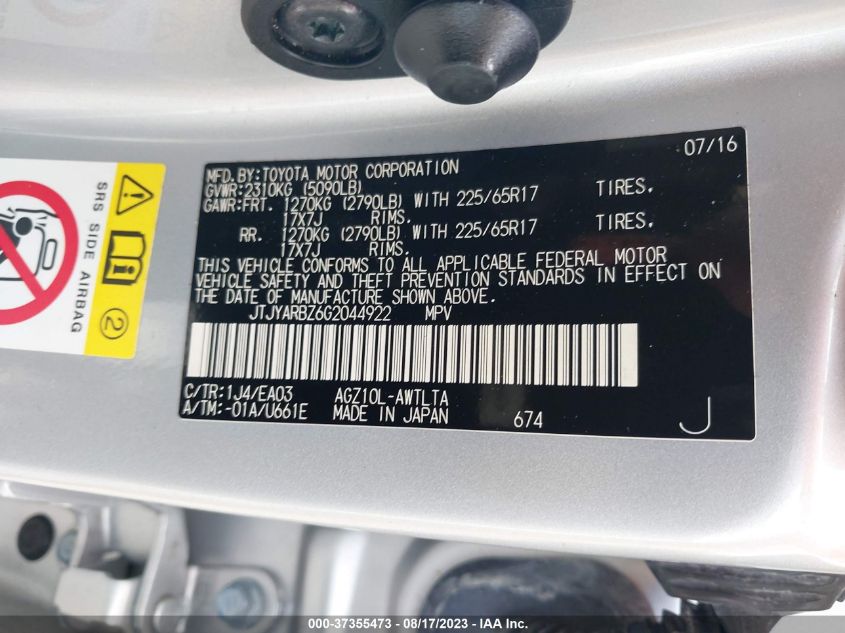 MFD.BY:TOYOTA MOTOR CORPORATION 07/16
GVWR:2310KG (5090LB)
GAWR:FRT. 1270KG (2790LB) WITH 225/65R17 TIRES.
17X7J RIMS.
RR. 1270KG (2790LB) WITH 225/65R17 TIRES.
17X7J RIMS.
THIS VEHICLE CONFORMS TO ALL APPLICABLE FEDERAL MOTOR
VEHICLE SAFETY AND THEFT PREVENTION STANDARDS IN EFFECT ON
THE DATE OF MANUFACTURE SHOWN ABOVE.
JTJYARBZ6G2044922 MPV
C/TR:1J4/EA03 AGZ10L-AWTLTA
A/TM:-01A/U661E MADE IN JAPAN 674 J
SRS SIDE AIRBAG
2
000-37355473 - 08/17/2023 - IAA Inc.